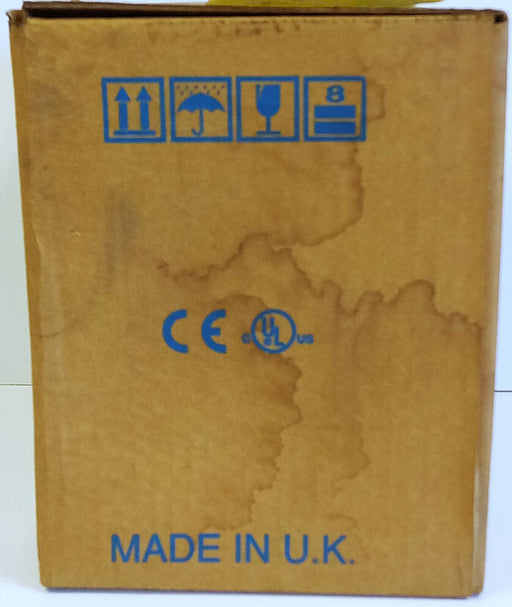 8
CE
c UL us
MADE IN U.K.